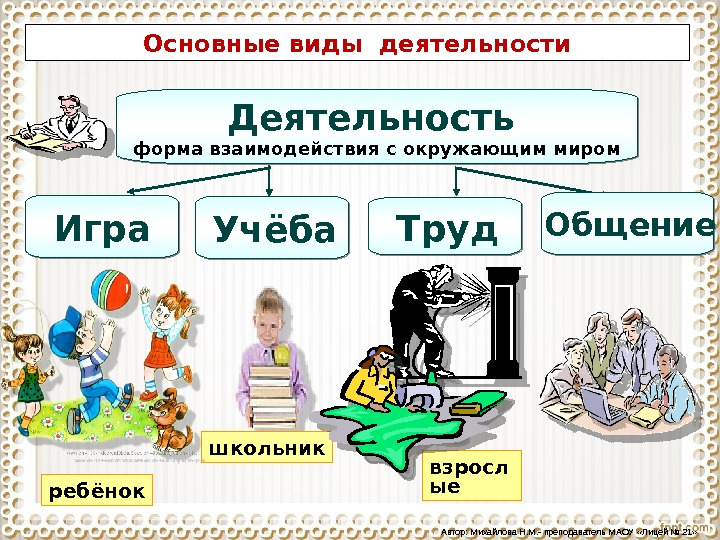 Основные виды деятельности
Деятельность
форма взаимодействия с окружающим миром
Игра
Учёба
Труд
Общение
школьник
взросл
ые
ребёнок
Автор: Михайлова Н.М.- преподаватель МАОУ «Лицей № 21»